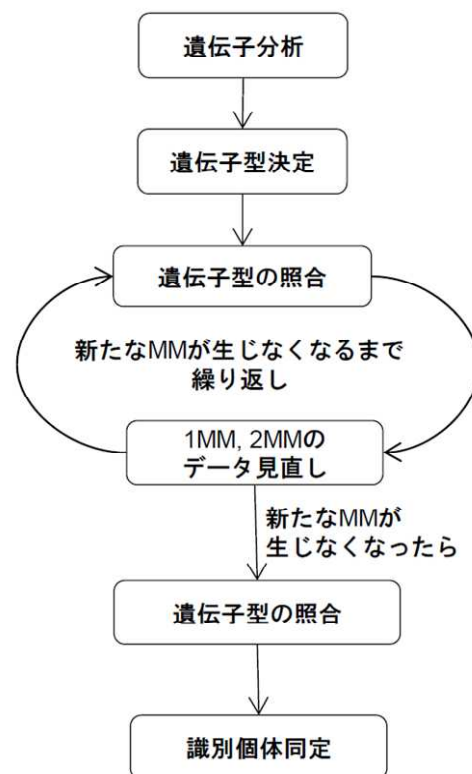 遺伝子分析
遺伝子型決定
遺伝子型の照合
新たなMMが生じなくなるまで
繰り返し
1MM, 2MMの
データ見直し
新たなMMが
生じなくなったら
遺伝子型の照合
識別個体同定